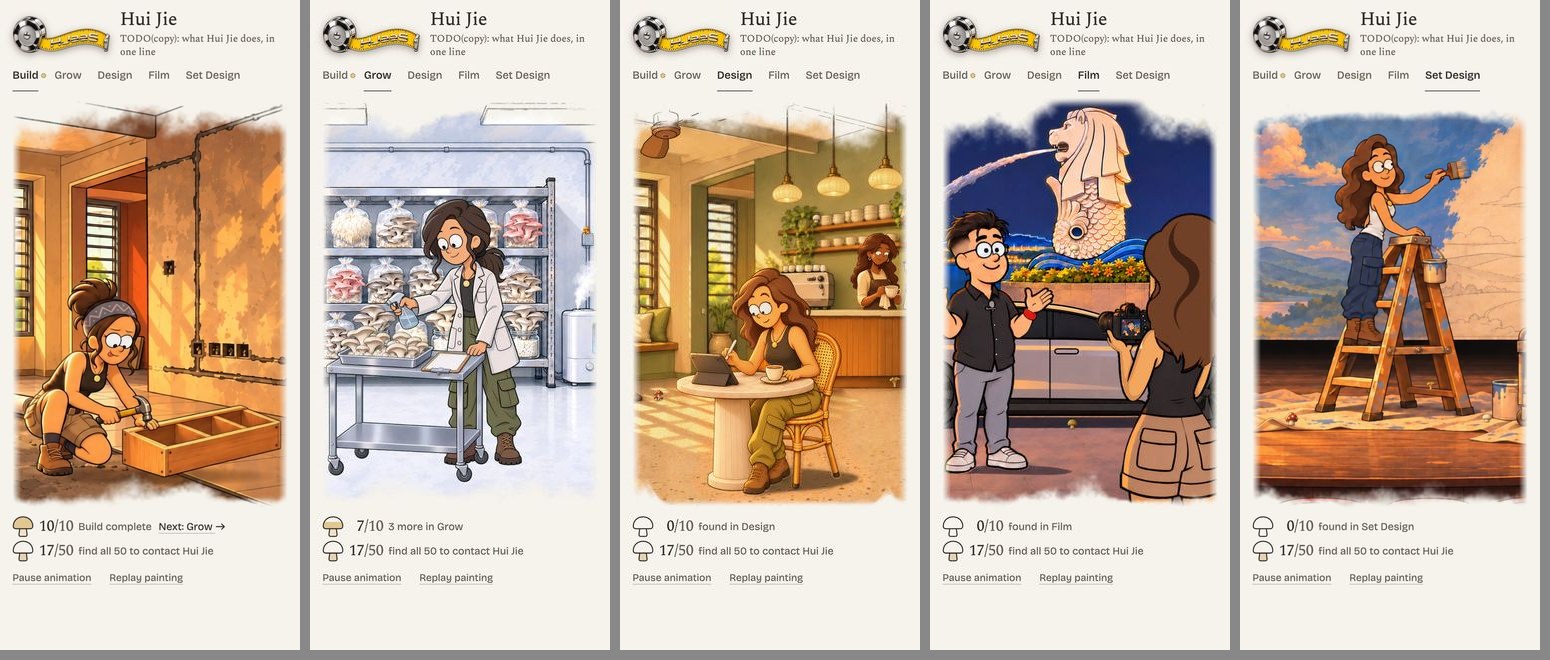 Hui Jie
TODO(copy): what Hui Jie does, in
one line
Build Grow Design Film Set Design
10/10 Build complete Next: Grow →
17/50 find all 50 to contact Hui Jie
Pause animation Replay painting
Hui Jie
TODO(copy): what Hui Jie does, in
one line
Build Grow Design Film Set Design
7/10 3 more in Grow
17/50 find all 50 to contact Hui Jie
Pause animation Replay painting
Hui Jie
TODO(copy): what Hui Jie does, in
one line
Build Grow Design Film Set Design
0/10 found in Design
17/50 find all 50 to contact Hui Jie
Pause animation Replay painting
Hui Jie
TODO(copy): what Hui Jie does, in
one line
Build Grow Design Film Set Design
0/10 found in Film
17/50 find all 50 to contact Hui Jie
Pause animation Replay painting
Hui Jie
TODO(copy): what Hui Jie does, in
one line
Build Grow Design Film Set Design
0/10 found in Set Design
17/50 find all 50 to contact Hui Jie
Pause animation Replay painting